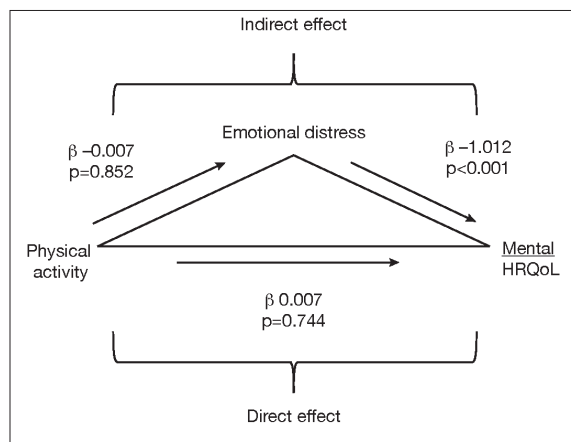 Indirect effect
Emotional distress
β –0.007
p=0.852
β –1.012
p<0.001
Physical
activity
Mental
HRQoL
β 0.007
p=0.744
Direct effect